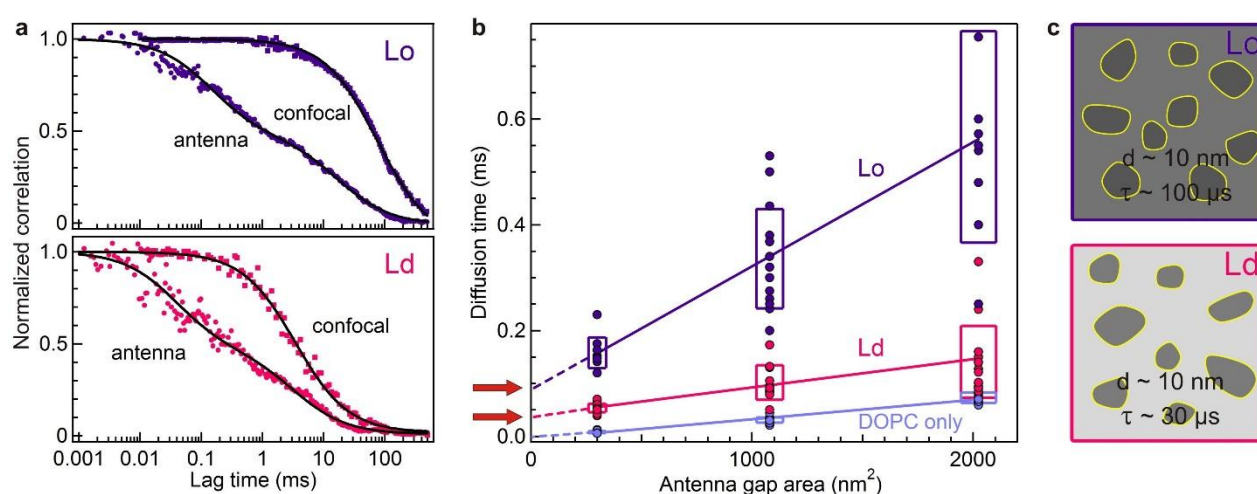 a
Normalized correlation
1.0
0.5
0
Lo
confocal
antenna
1.0
0.5
0
Ld
confocal
antenna
0.001
0.01
0.1
1
10
100
Lag time (ms)
b
Diffusion time (ms)
0.6
0.4
0.2
0.0
Lo
Ld
DOPC only
0
1000
2000
Antenna gap area (nm²)
c
Lo
d ~ 10 nm
τ ~ 100 µs
Ld
d ~ 10 nm
τ ~ 30 µs